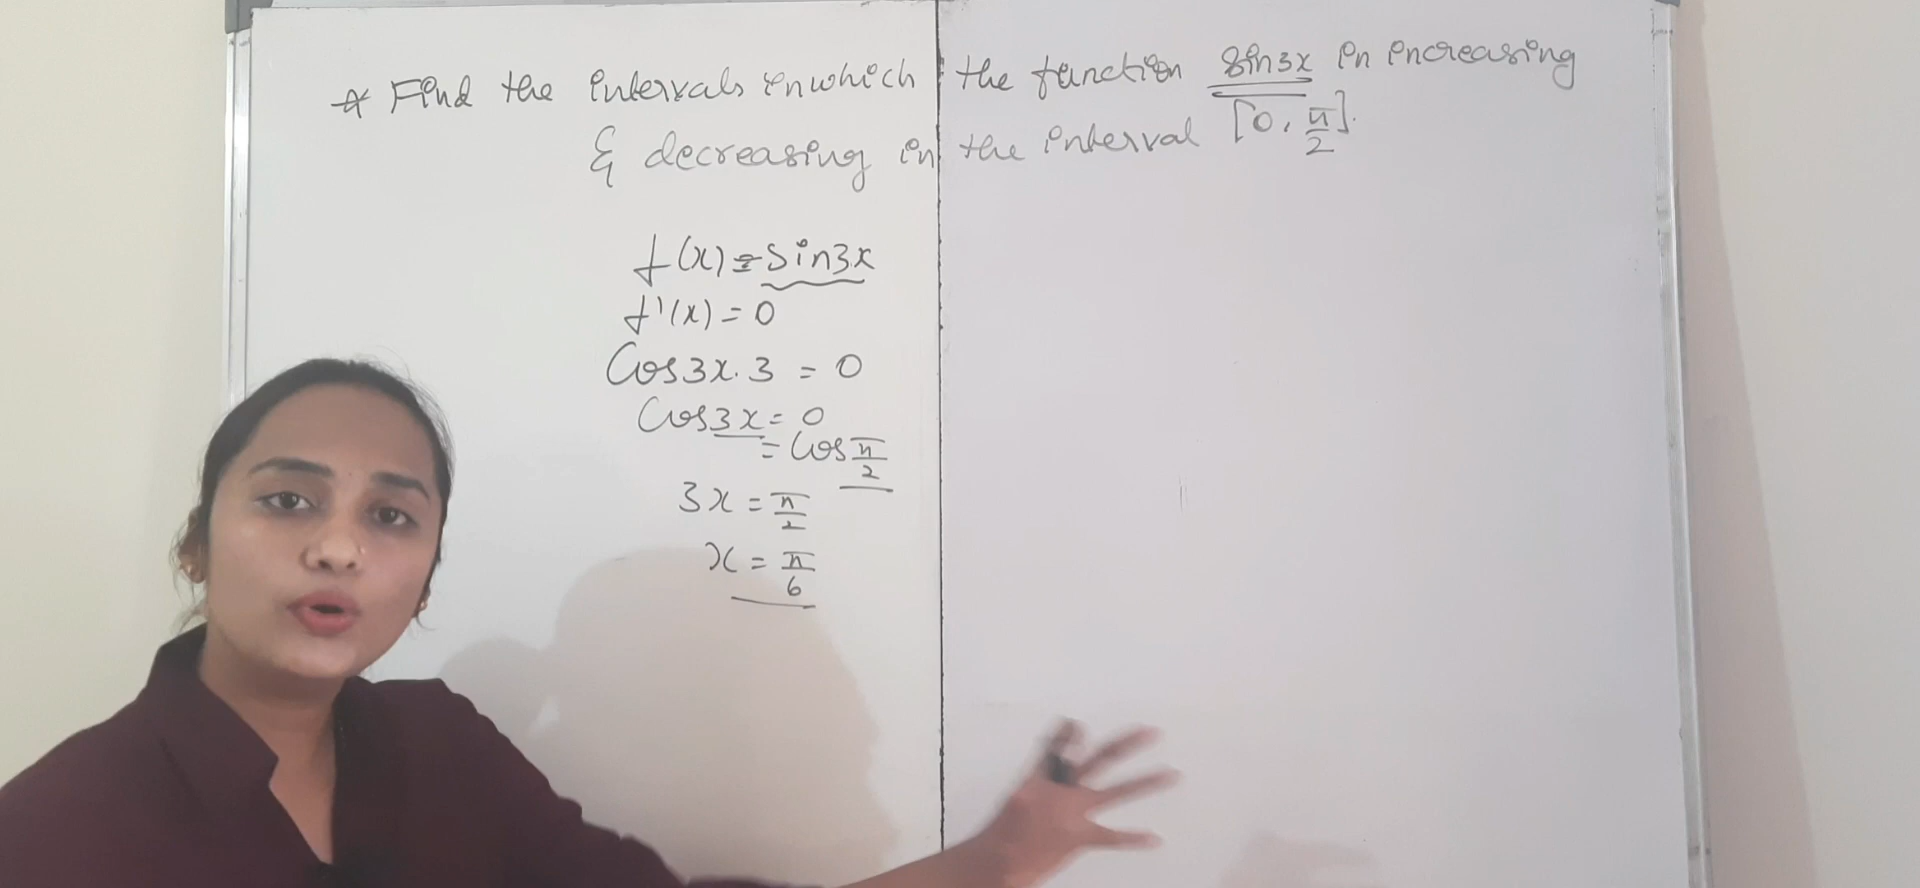 * Find the intervals in which the function sin3x in increasing
& decreasing in the interval [0, π/2].
f(x) = sin3x
f'(x) = 0
Cos3x.3 = 0
Cos3x = 0
= Cos π/2
3x = π/2
x = π/6